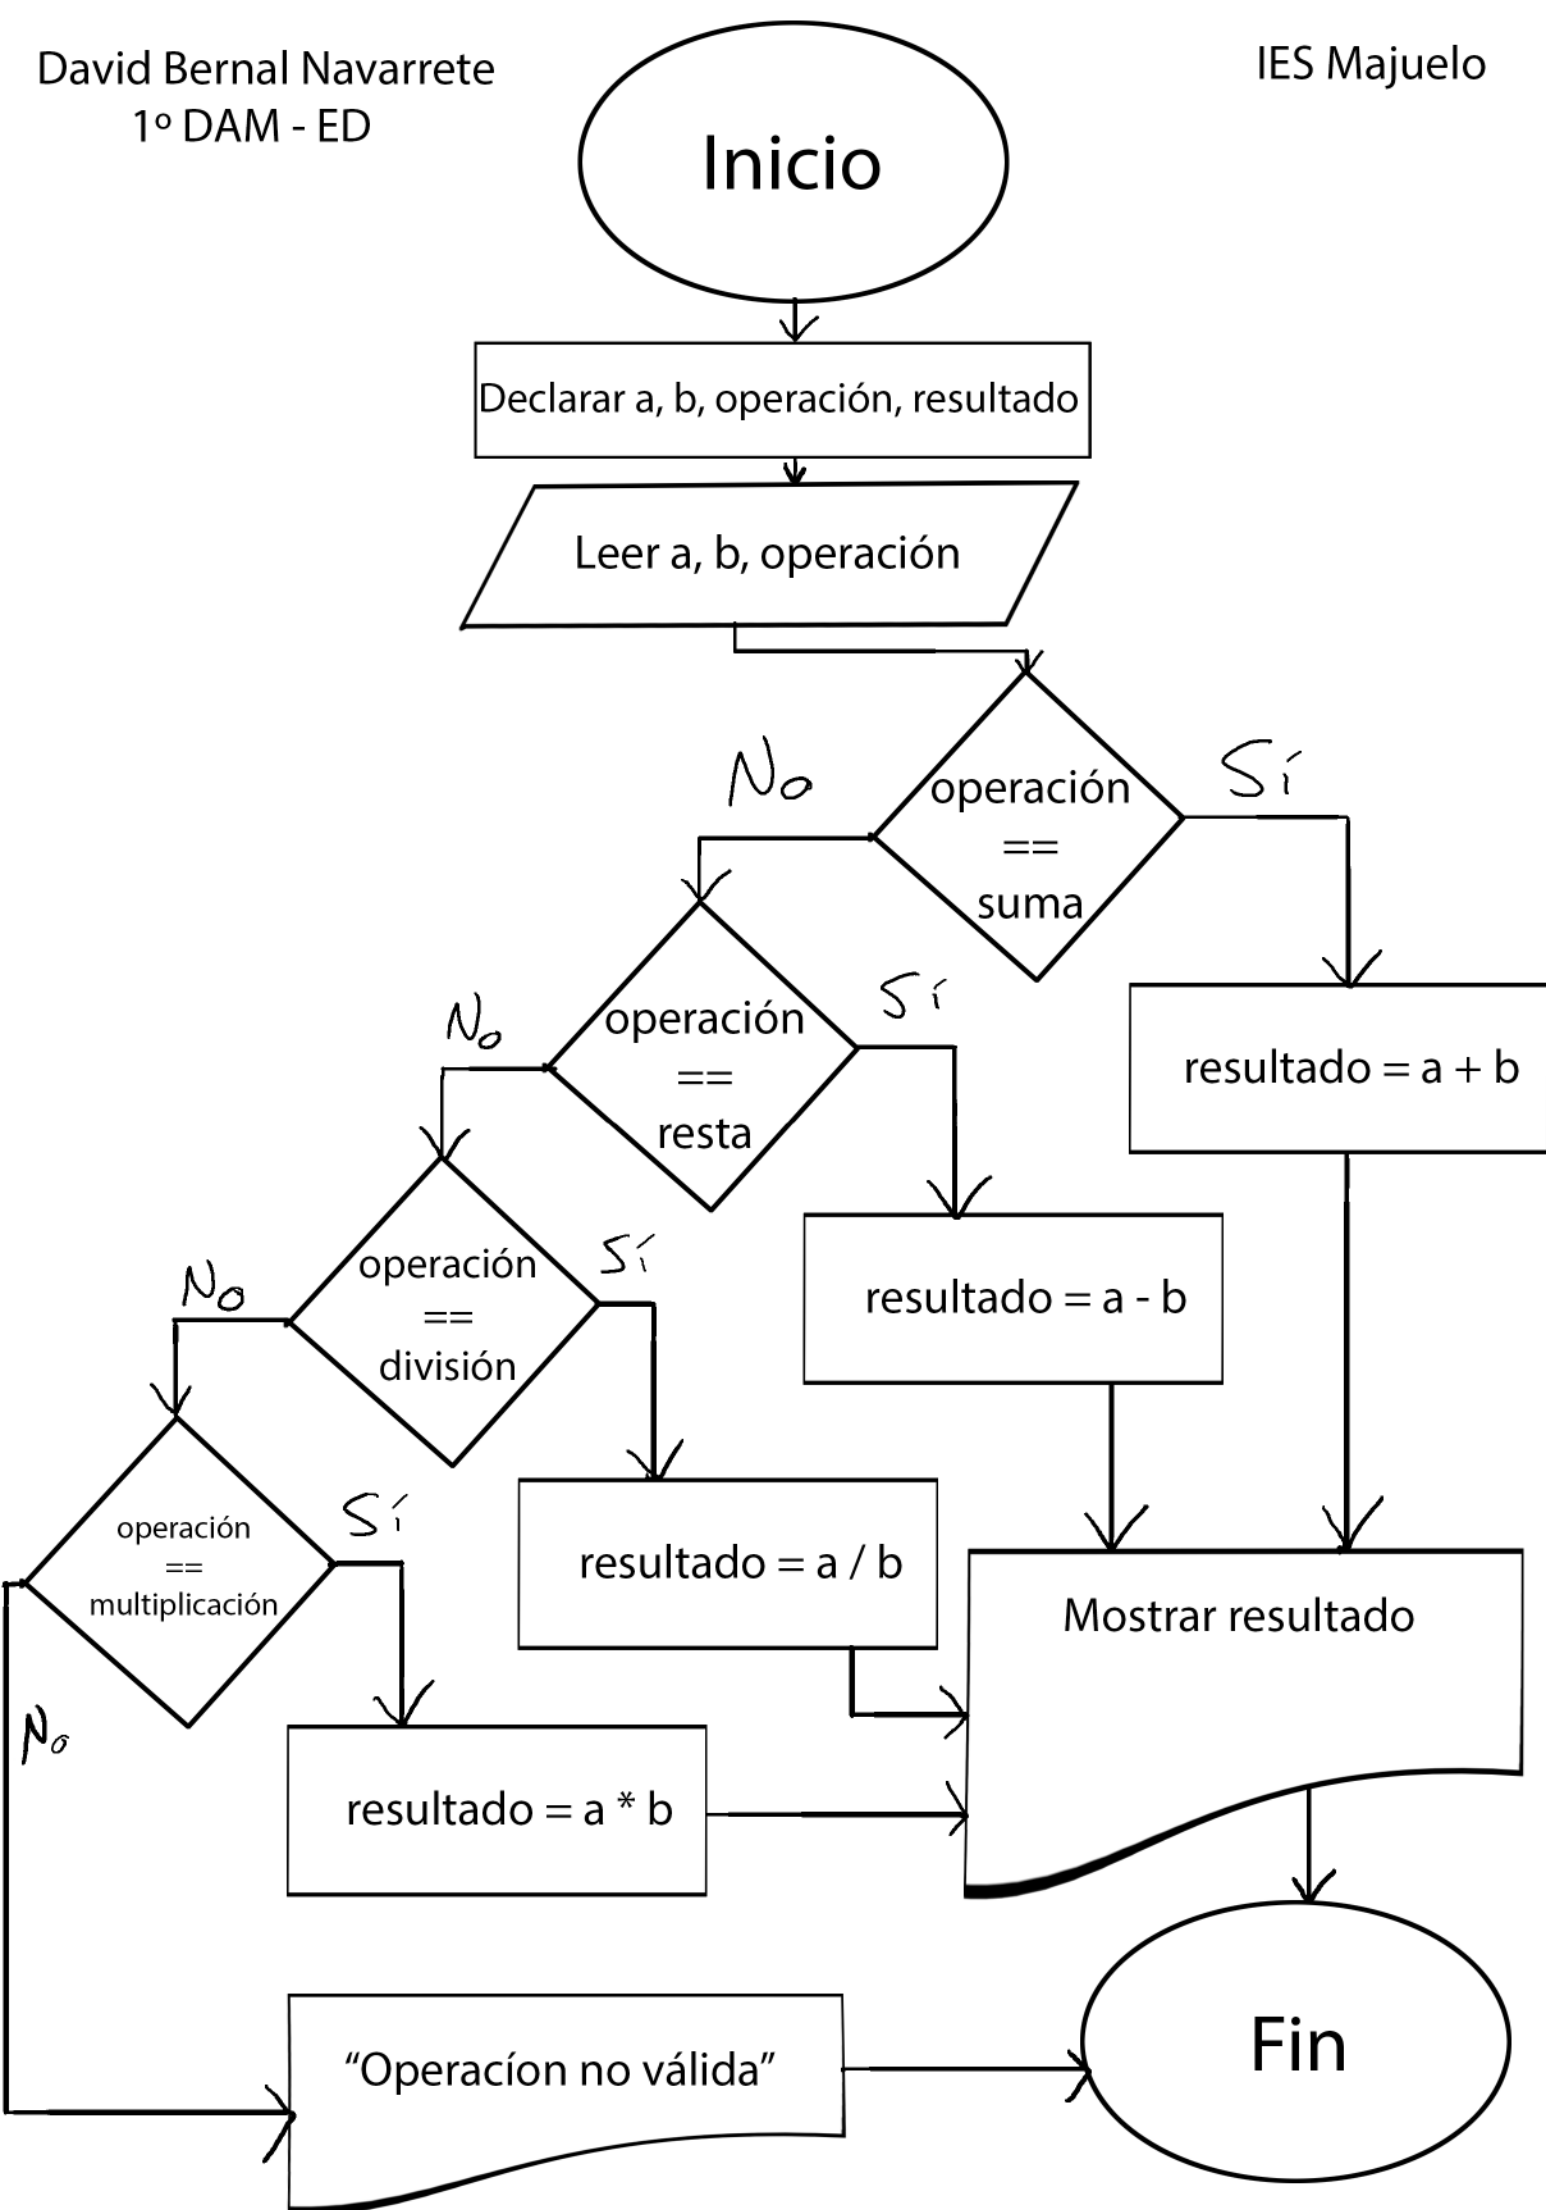 David Bernal Navarrete
1º DAM - ED
IES Majuelo
Inicio
Declarar a, b, operación, resultado
Leer a, b, operación
No
operación
==
suma
Sí
No
operación
==
resta
Sí
resultado = a + b
No
operación
==
división
Sí
resultado = a - b
operación
==
multiplicación
Sí
No
resultado = a / b
Mostrar resultado
resultado = a * b
“Operacíon no válida”
Fin